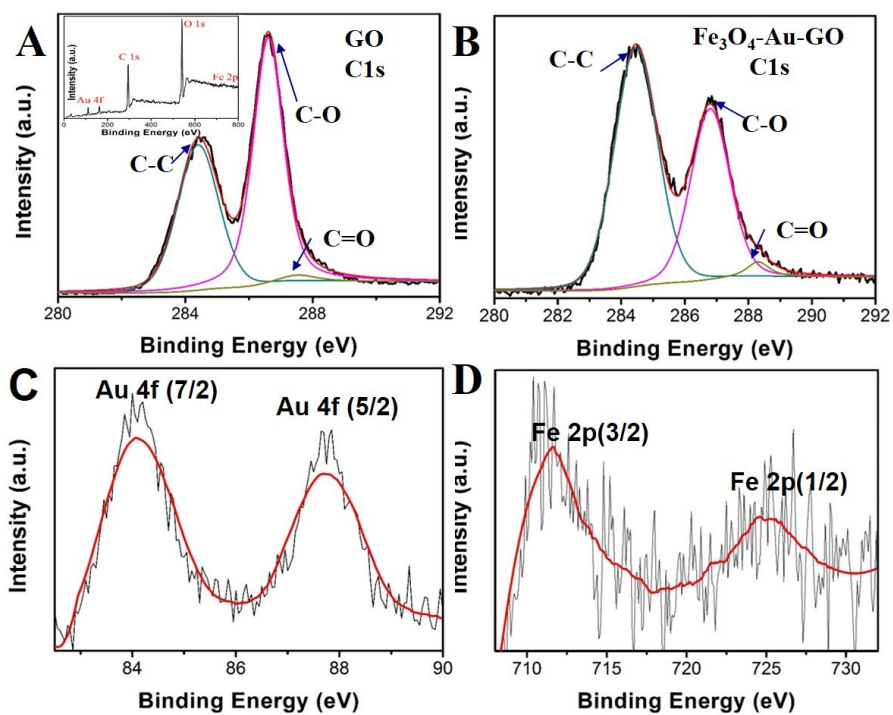 A
GO
C1s
Intensity (a.u.)
O 1s
C 1s
Fe 2p
Au 4f
0 200 400 600 800
Binding Energy (eV)
C-C
C-O
C=O
Intensity (a.u.)
280 284 288 292
Binding Energy (eV)
B
Fe3O4-Au-GO
C1s
C-C
C-O
C=O
Intensity (a.u.)
280 282 284 286 288 290 292
Binding Energy (eV)
C
Au 4f (7/2)
Au 4f (5/2)
Intensity (a.u.)
84 86 88 90
Binding Energy (eV)
D
Fe 2p(3/2)
Fe 2p(1/2)
Intensity (a.u.)
710 715 720 725 730
Binding Energy (eV)